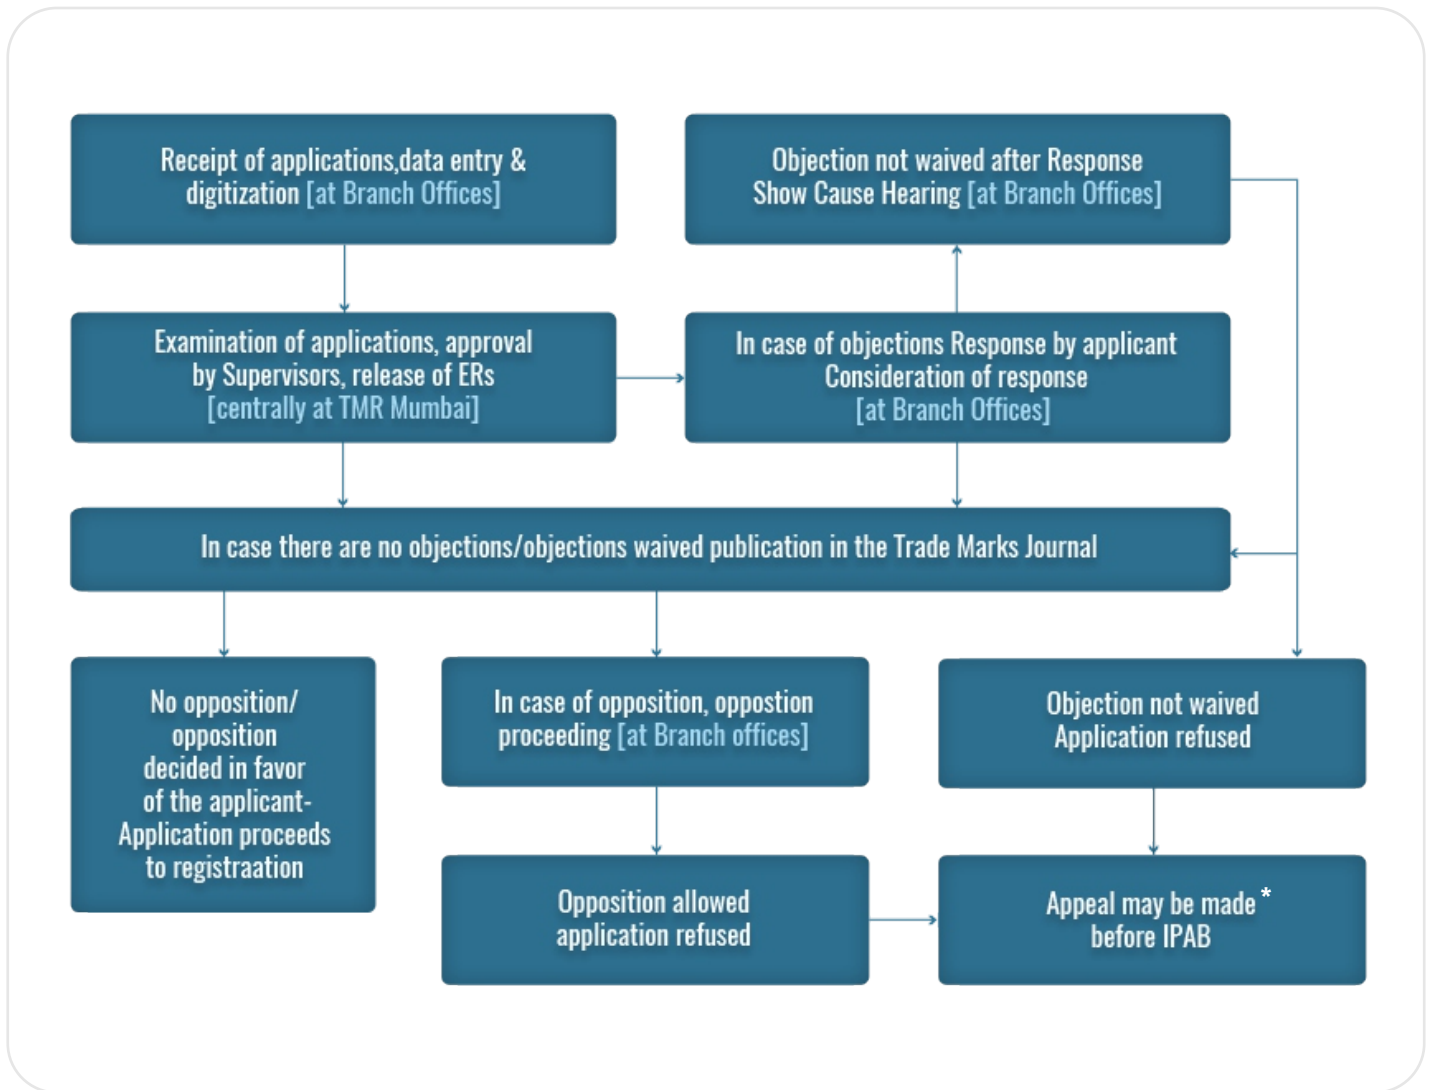 Receipt of applications,data entry &
digitization [at Branch Offices]
Objection not waived after Response
Show Cause Hearing [at Branch Offices]
Examination of applications, approval
by Supervisors, release of ERs
[centrally at TMR Mumbai]
In case of objections Response by applicant
Consideration of response
[at Branch Offices]
In case there are no objections/objections waived publication in the Trade Marks Journal
No opposition/
opposition
decided in favor
of the applicant-
Application proceeds
to registraation
In case of opposition, oppostion
proceeding [at Branch offices]
Objection not waived
Application refused
Opposition allowed
application refused
Appeal may be made *
before IPAB